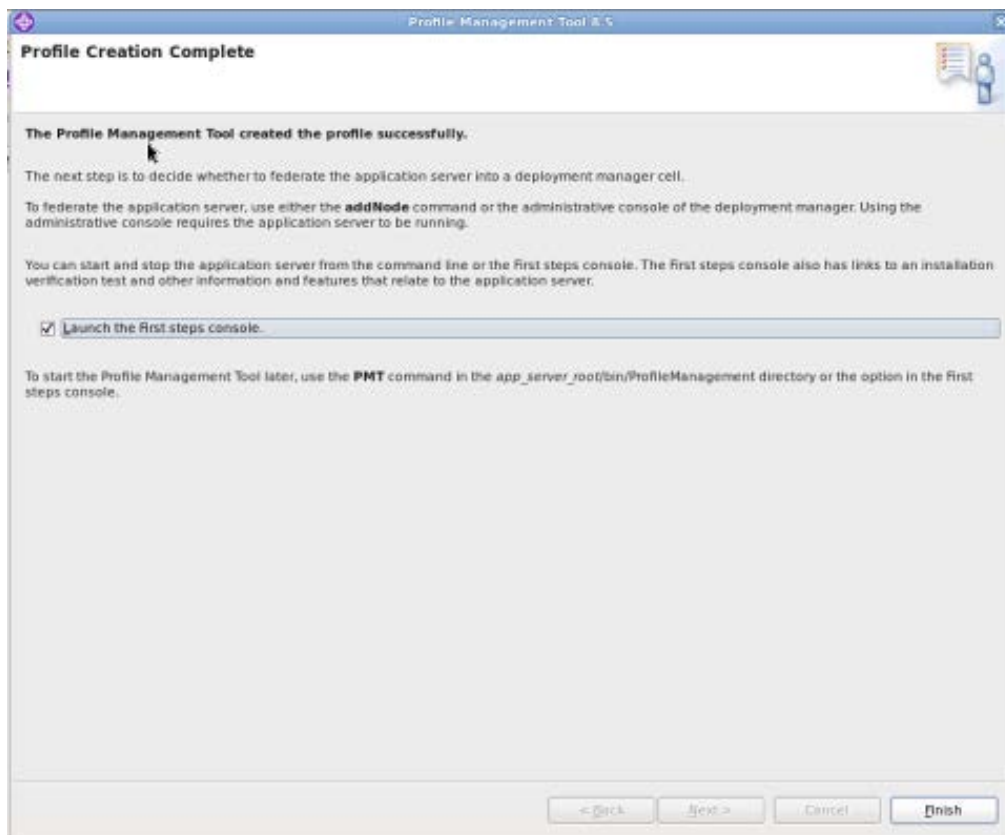 Profile Management Tool 8.5
Profile Creation Complete
The Profile Management Tool created the profile successfully.
The next step is to decide whether to federate the application server into a deployment manager cell.
To federate the application server, use either the addNode command or the administrative console of the deployment manager. Using the
administrative console requires the application server to be running.
You can start and stop the application server from the command line or the First steps console. The First steps console also has links to an installation
verification test and other information and features that relate to the application server.
Launch the First steps console.
To start the Profile Management Tool later, use the PMT command in the app_server_root/bin/ProfileManagement directory or the option in the First
steps console.
< Back
Next >
Cancel
Finish